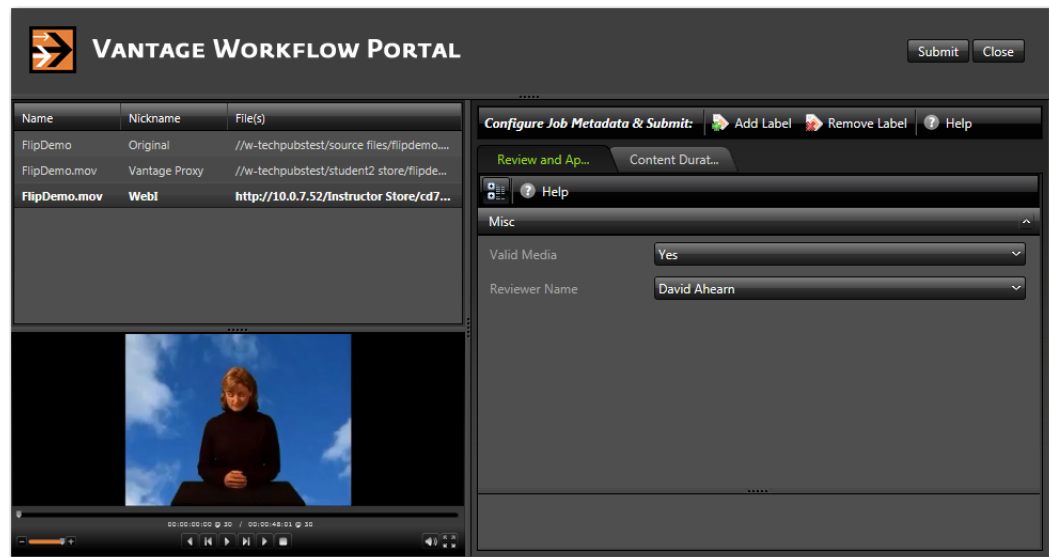 VANTAGE WORKFLOW PORTAL
Submit Close
Name Nickname File(s)
FlipDemo Original //w-techpubstest/source files/flipdemo....
FlipDemo.mov Vantage Proxy //w-techpubstest/student2 store/flipde...
FlipDemo.mov WebI http://10.0.7.52/Instructor Store/cd7...
Configure Job Metadata & Submit: Add Label Remove Label Help
Review and Ap... Content Durat...
Help
Misc
Valid Media Yes
Reviewer Name David Ahearn
00:00:00:00 @ 30 / 00:00:48:01 @ 30